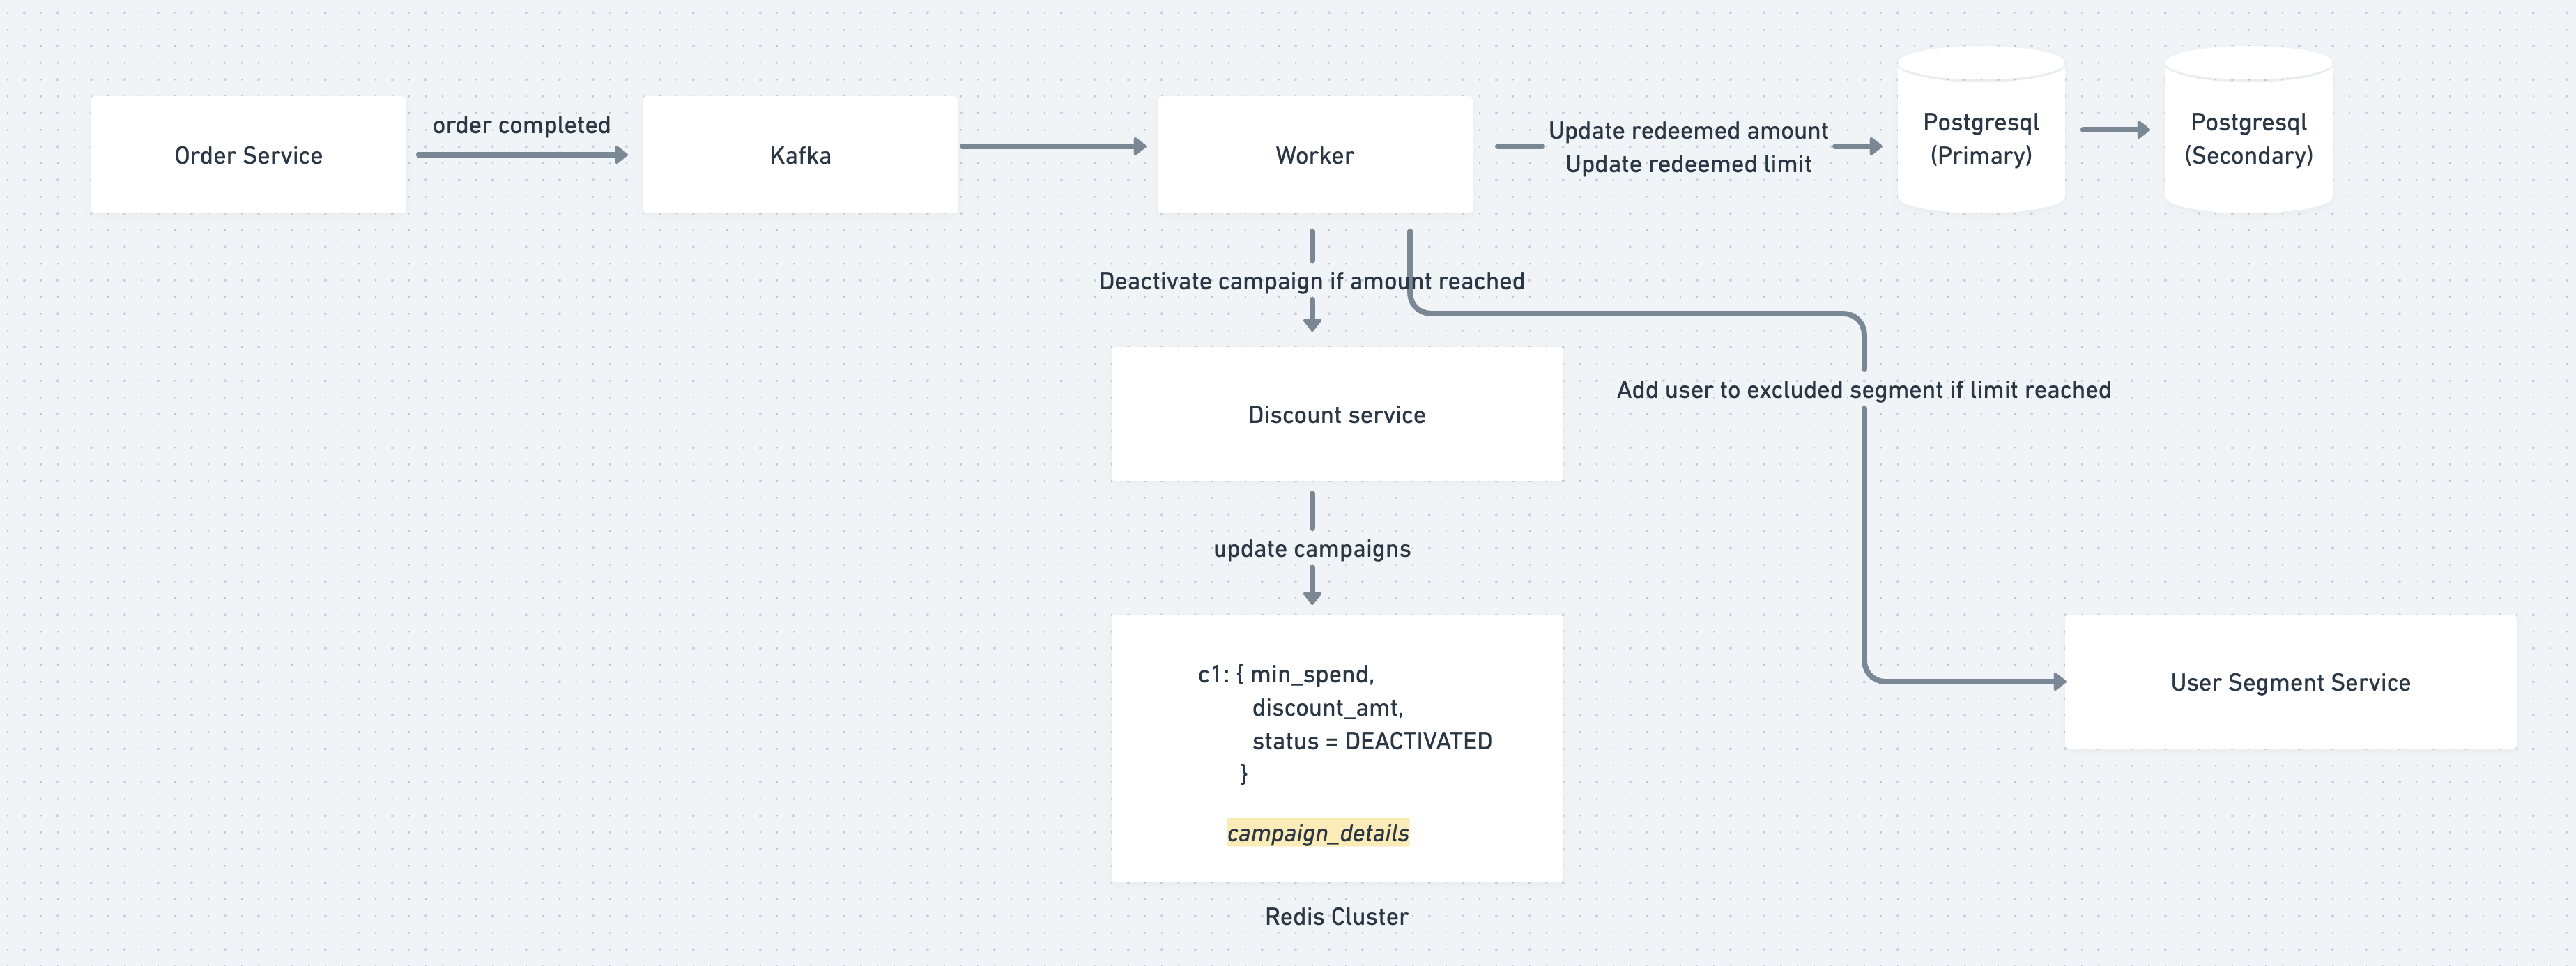 Order Service
order completed
Kafka
Worker
Update redeemed amount
Update redeemed limit
Postgresql
(Primary)
Postgresql
(Secondary)
Deactivate campaign if amount reached
Add user to excluded segment if limit reached
Discount service
update campaigns
c1: { min_spend,
discount_amt,
status = DEACTIVATED
}
campaign_details
Redis Cluster
User Segment Service